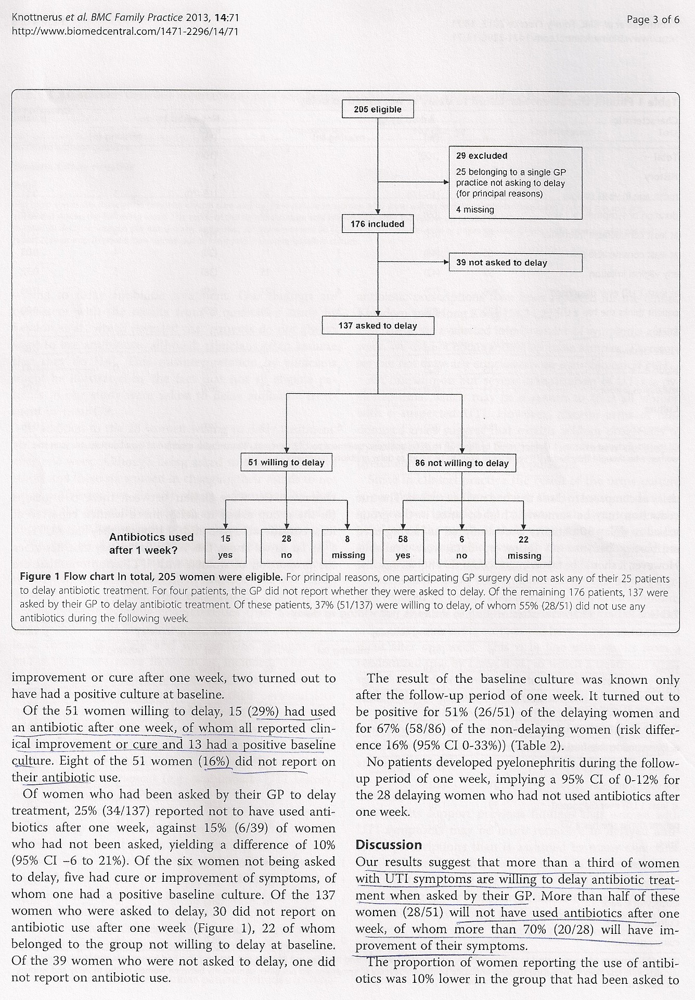 Knottnerus et al. BMC Family Practice 2013, 14:71
http://www.biomedcentral.com/1471-2296/14/71
Page 3 of 6
205 eligible
29 excluded
25 belonging to a single GP
practice not asking to delay
(for principal reasons)
4 missing
176 included
39 not asked to delay
137 asked to delay
51 willing to delay
86 not willing to delay
Antibiotics used
after 1 week?
15
yes
28
no
8
missing
58
yes
6
no
22
missing
Figure 1 Flow chart In total, 205 women were eligible. For principal reasons, one participating GP surgery did not ask any of their 25 patients
to delay antibiotic treatment. For four patients, the GP did not report whether they were asked to delay. Of the remaining 176 patients, 137 were
asked by their GP to delay antibiotic treatment. Of these patients, 37% (51/137) were willing to delay, of whom 55% (28/51) did not use any
antibiotics during the following week.
improvement or cure after one week, two turned out to
have had a positive culture at baseline.
Of the 51 women willing to delay, 15 (29%) had used
an antibiotic after one week, of whom all reported clin-
ical improvement or cure and 13 had a positive baseline
culture. Eight of the 51 women (16%) did not report on
their antibiotic use.
Of women who had been asked by their GP to delay
treatment, 25% (34/137) reported not to have used anti-
biotics after one week, against 15% (6/39) of women
who had not been asked, yielding a difference of 10%
(95% CI –6 to 21%). Of the six women not being asked
to delay, five had cure or improvement of symptoms, of
whom one had a positive baseline culture. Of the 137
women who were asked to delay, 30 did not report on
antibiotic use after one week (Figure 1), 22 of whom
belonged to the group not willing to delay at baseline.
Of the 39 women who were not asked to delay, one did
not report on antibiotic use.
The result of the baseline culture was known only
after the follow-up period of one week. It turned out to
be positive for 51% (26/51) of the delaying women and
for 67% (58/86) of the non-delaying women (risk differ-
ence 16% (95% CI 0-33%)) (Table 2).
No patients developed pyelonephritis during the follow-
up period of one week, implying a 95% CI of 0-12% for
the 28 delaying women who had not used antibiotics after
one week.
Discussion
Our results suggest that more than a third of women
with UTI symptoms are willing to delay antibiotic treat-
ment when asked by their GP. More than half of these
women (28/51) will not have used antibiotics after one
week, of whom more than 70% (20/28) will have im-
provement of their symptoms.
The proportion of women reporting the use of antibi-
otics was 10% lower in the group that had been asked to